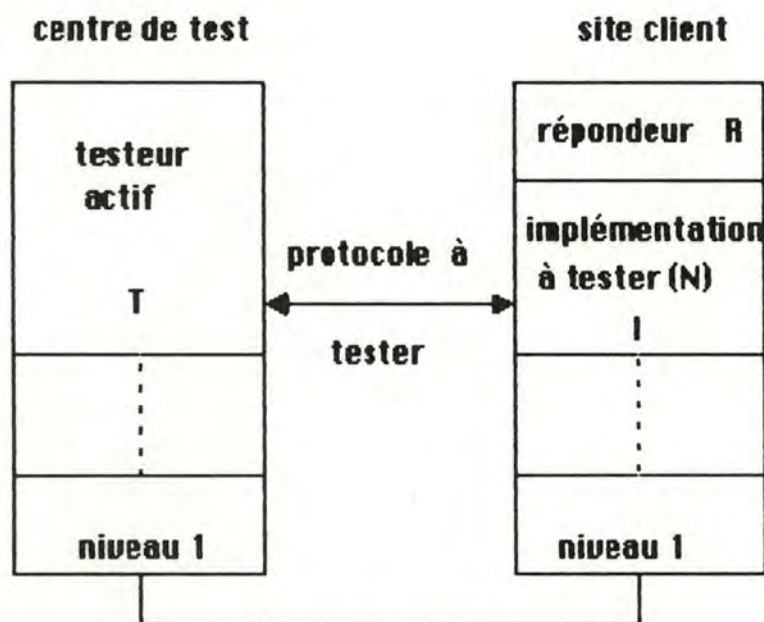 centre de test
site client
testeur
actif
T
répondeur R
implémentation
à tester (N)
I
protocole à
tester
niveau 1
niveau 1